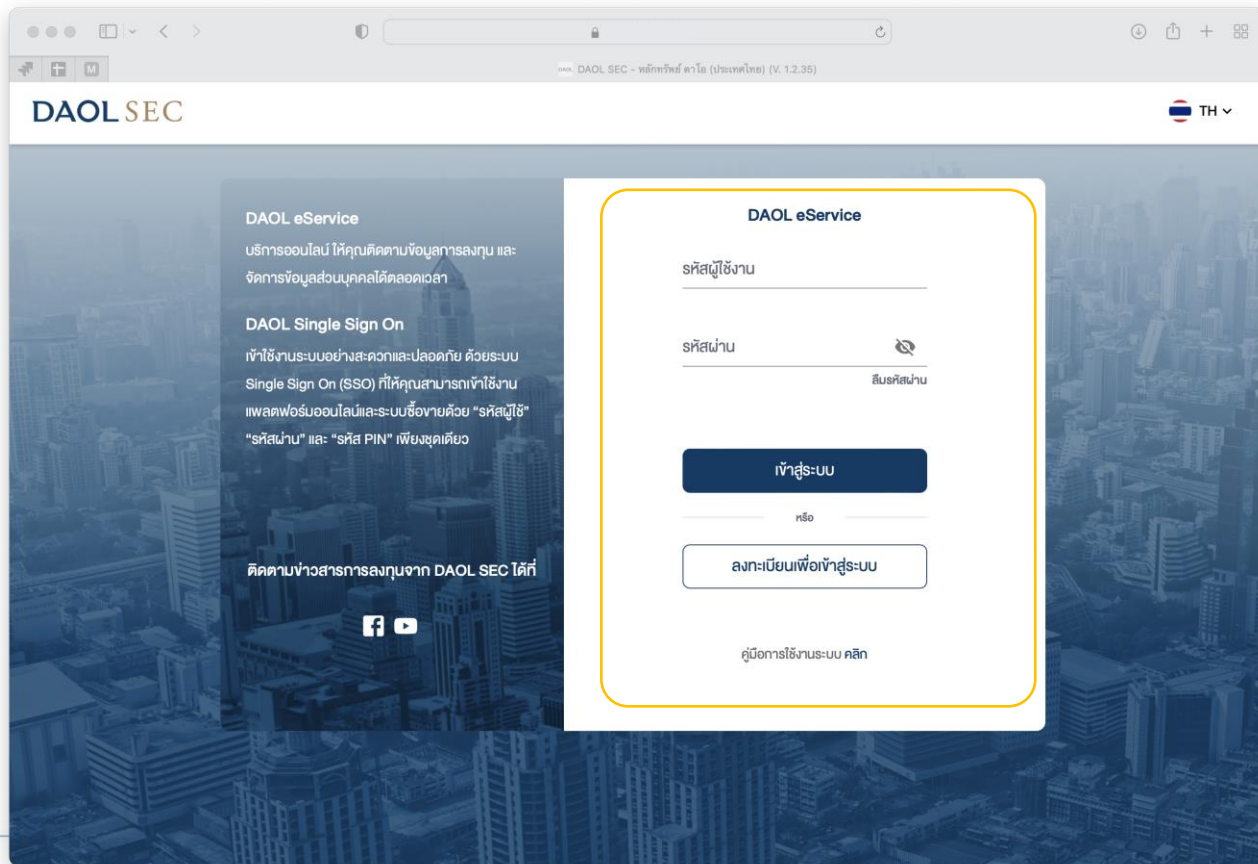 DAOL SEC - หลักทรัพย์ ดาโอ (ประเทศไทย) (V. 1.2.35)
DAOL SEC
TH
DAOL eService
บริการออนไลน์ ให้คุณติดตามข้อมูลการลงทุน และ
จัดการข้อมูลส่วนบุคคลได้ตลอดเวลา
DAOL Single Sign On
เข้าใช้งานระบบอย่างสะดวกและปลอดภัย ด้วยระบบ
Single Sign On (SSO) ที่ให้คุณสามารถเข้าใช้งาน
แพลตฟอร์มออนไลน์และระบบซื้อขายด้วย “รหัสผู้ใช้”
“รหัสผ่าน” และ “รหัส PIN” เพียงชุดเดียว
ติดตามข่าวสารการลงทุนจาก DAOL SEC ได้ที่
DAOL eService
รหัสผู้ใช้งาน
รหัสผ่าน
ลืมรหัสผ่าน
เข้าสู่ระบบ
หรือ
ลงทะเบียนเพื่อเข้าสู่ระบบ
คู่มือการใช้งานระบบ คลิก